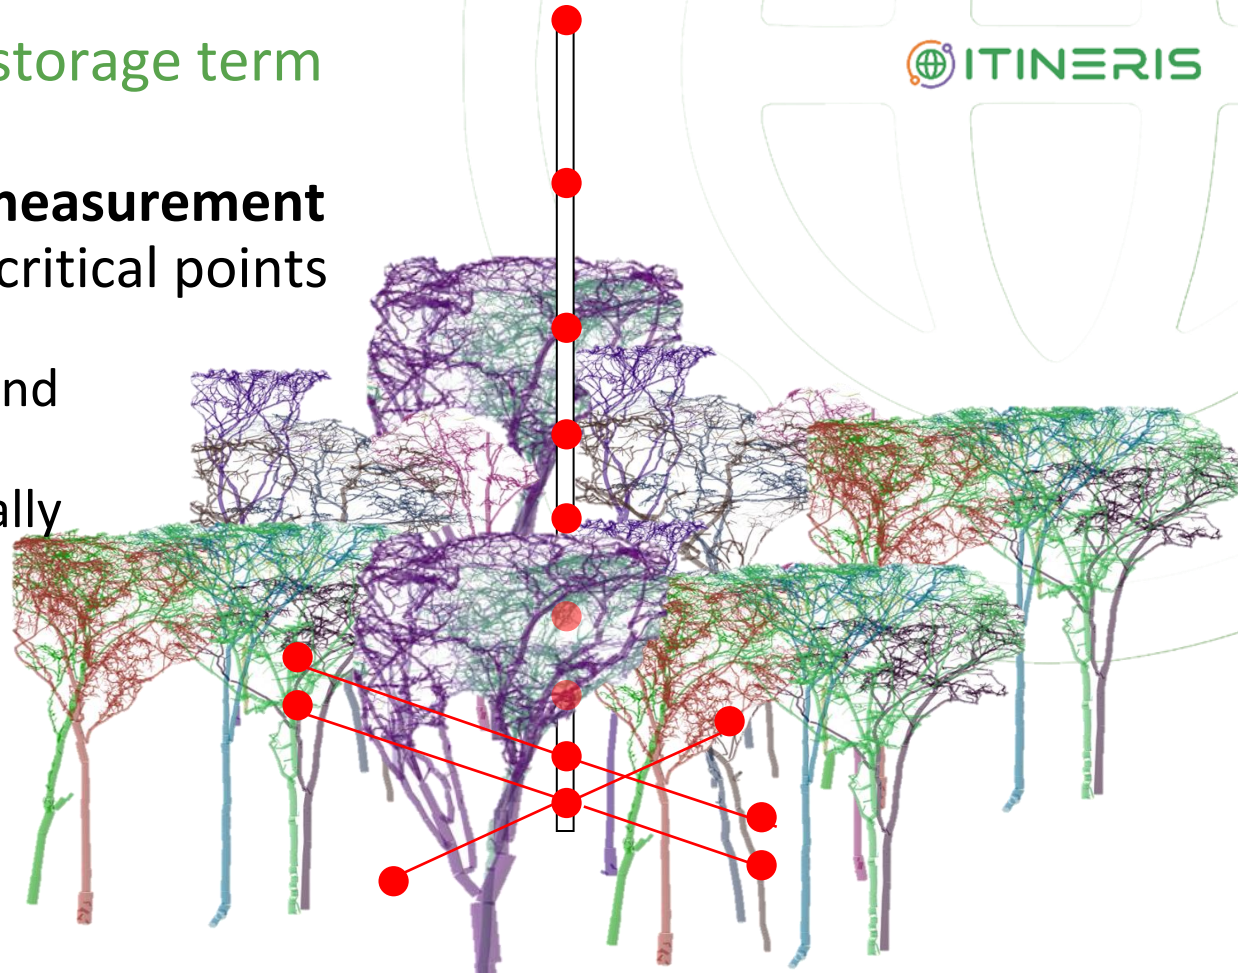 storage term
ITINERIS
measurement
critical points
nd
ally